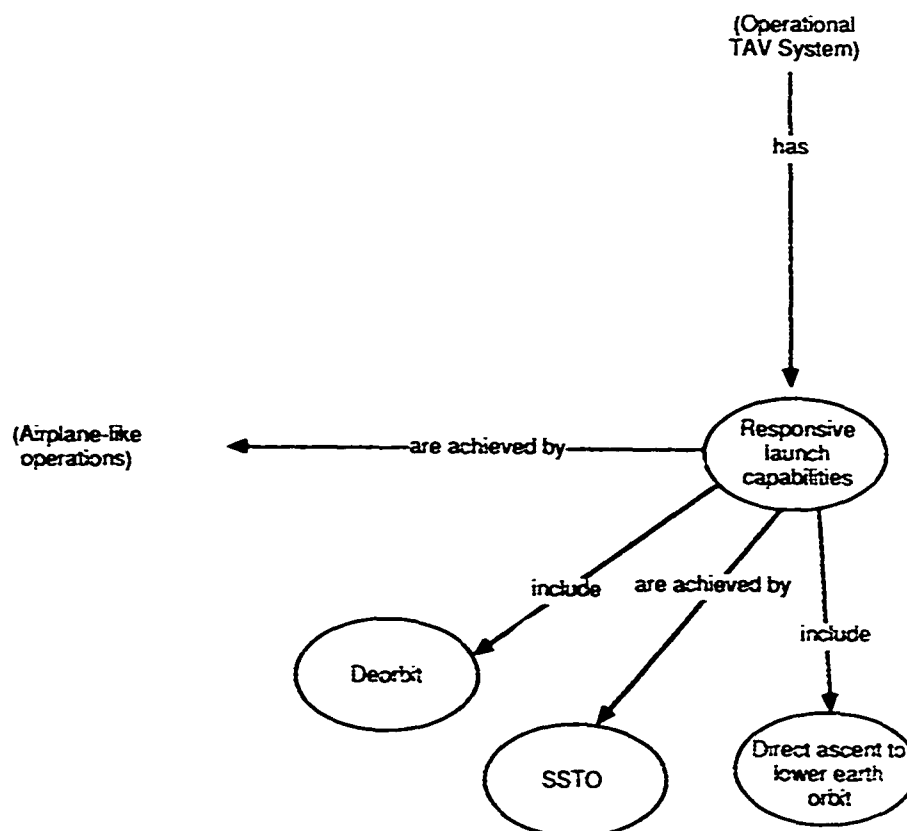 (Operational
TAV System)
has
(Airplane-like
operations)
are achieved by
Responsive
launch
capabilities
include
are achieved by
include
Deorbit
SSTO
Direct ascent to
lower earth
orbit